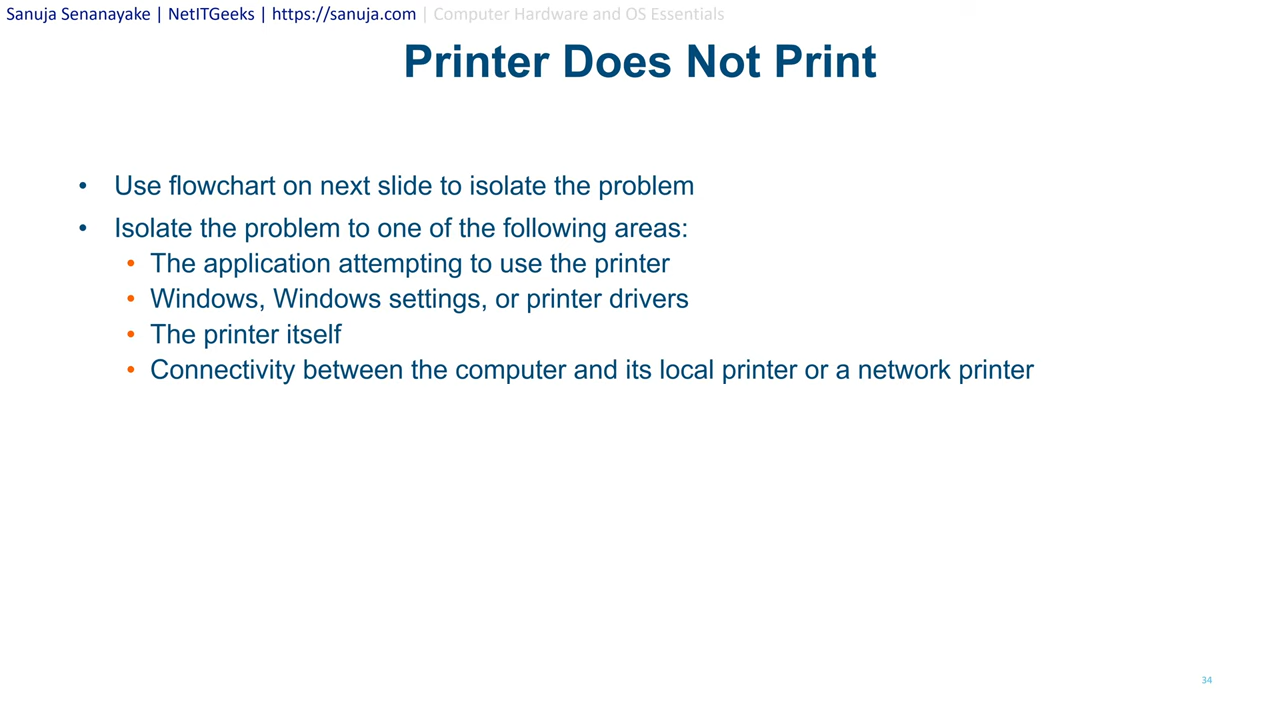 Sanuja Senanayake | NetITGeeks | https://sanuja.com | Computer Hardware and OS Essentials
Printer Does Not Print
• Use flowchart on next slide to isolate the problem
• Isolate the problem to one of the following areas:
• The application attempting to use the printer
• Windows, Windows settings, or printer drivers
• The printer itself
• Connectivity between the computer and its local printer or a network printer
34